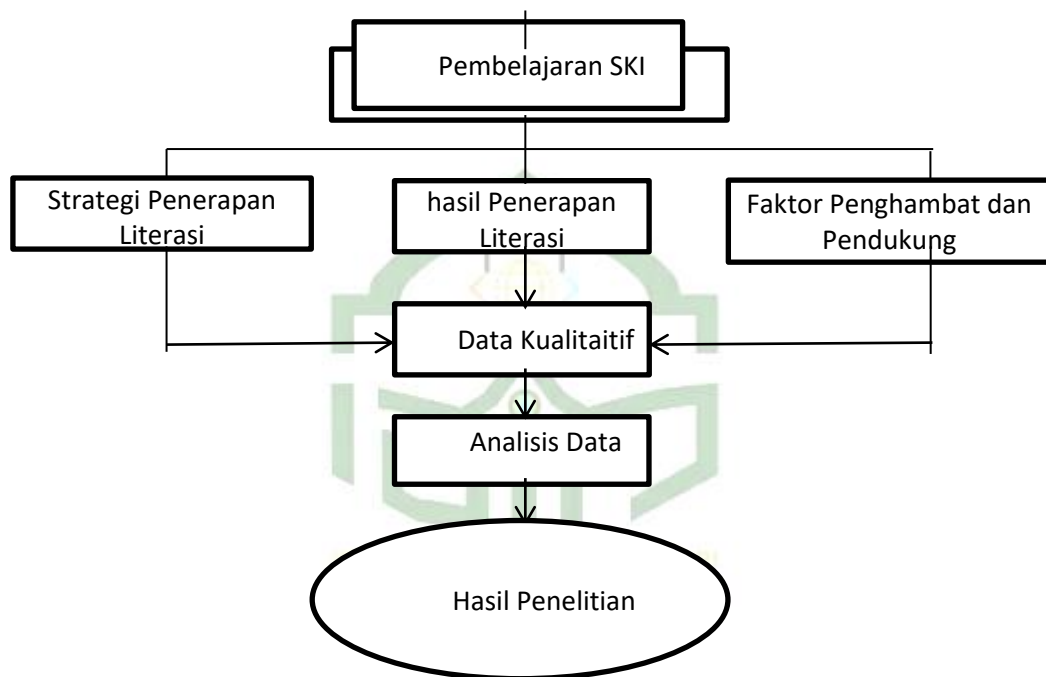 Pembelajaran SKI
Strategi Penerapan
Literasi
hasil Penerapan
Literasi
Faktor Penghambat dan
Pendukung
Data Kualitaitif
Analisis Data
Hasil Penelitian